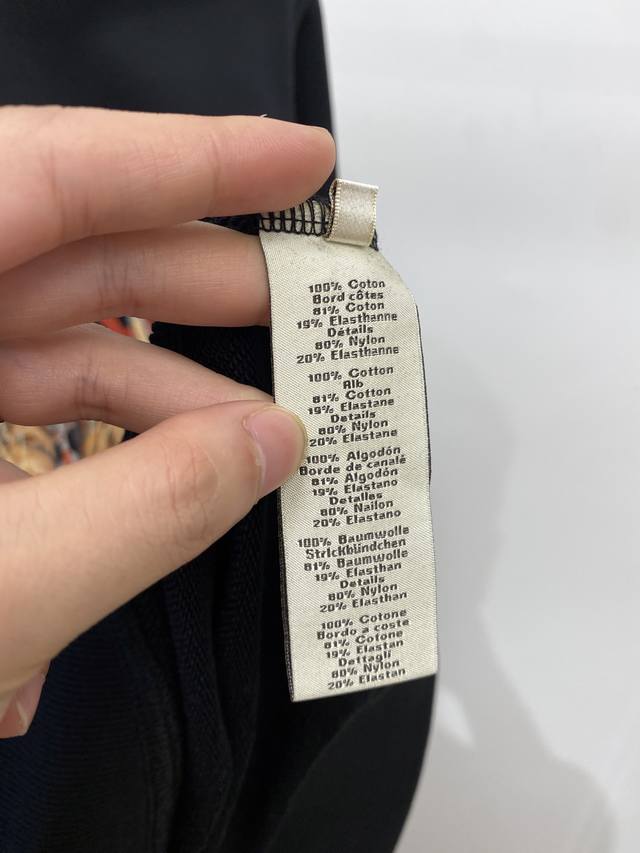 100% Coton
Bord côtes
81% Coton
19% Elasthanne
Détails
80% Nylon
20% Elasthanne
100% Cotton
Rib
81% Cotton
19% Elastane
Details
80% Nylon
20% Elastane
100% Algodón
Borde de canalé
81% Algodón
19% Elastano
Detalles
80% Nailon
20% Elastano
100% Baumwolle
Strickbündchen
81% Baumwolle
19% Elasthan
Details
80% Nylon
20% Elasthan
100% Cotone
Bordo a coste
81% Cotone
19% Elastan
Dettagli
80% Nylon
20% Elastan